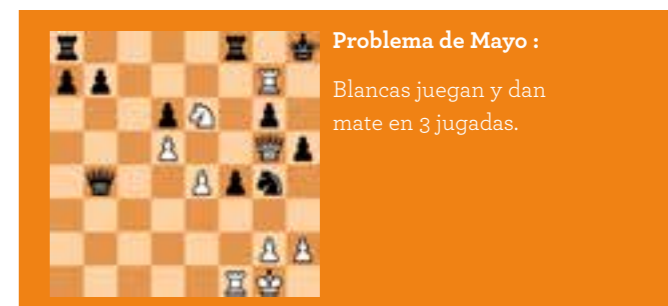 Problema de Mayo :
Blancas juegan y dan
mate en 3 jugadas.